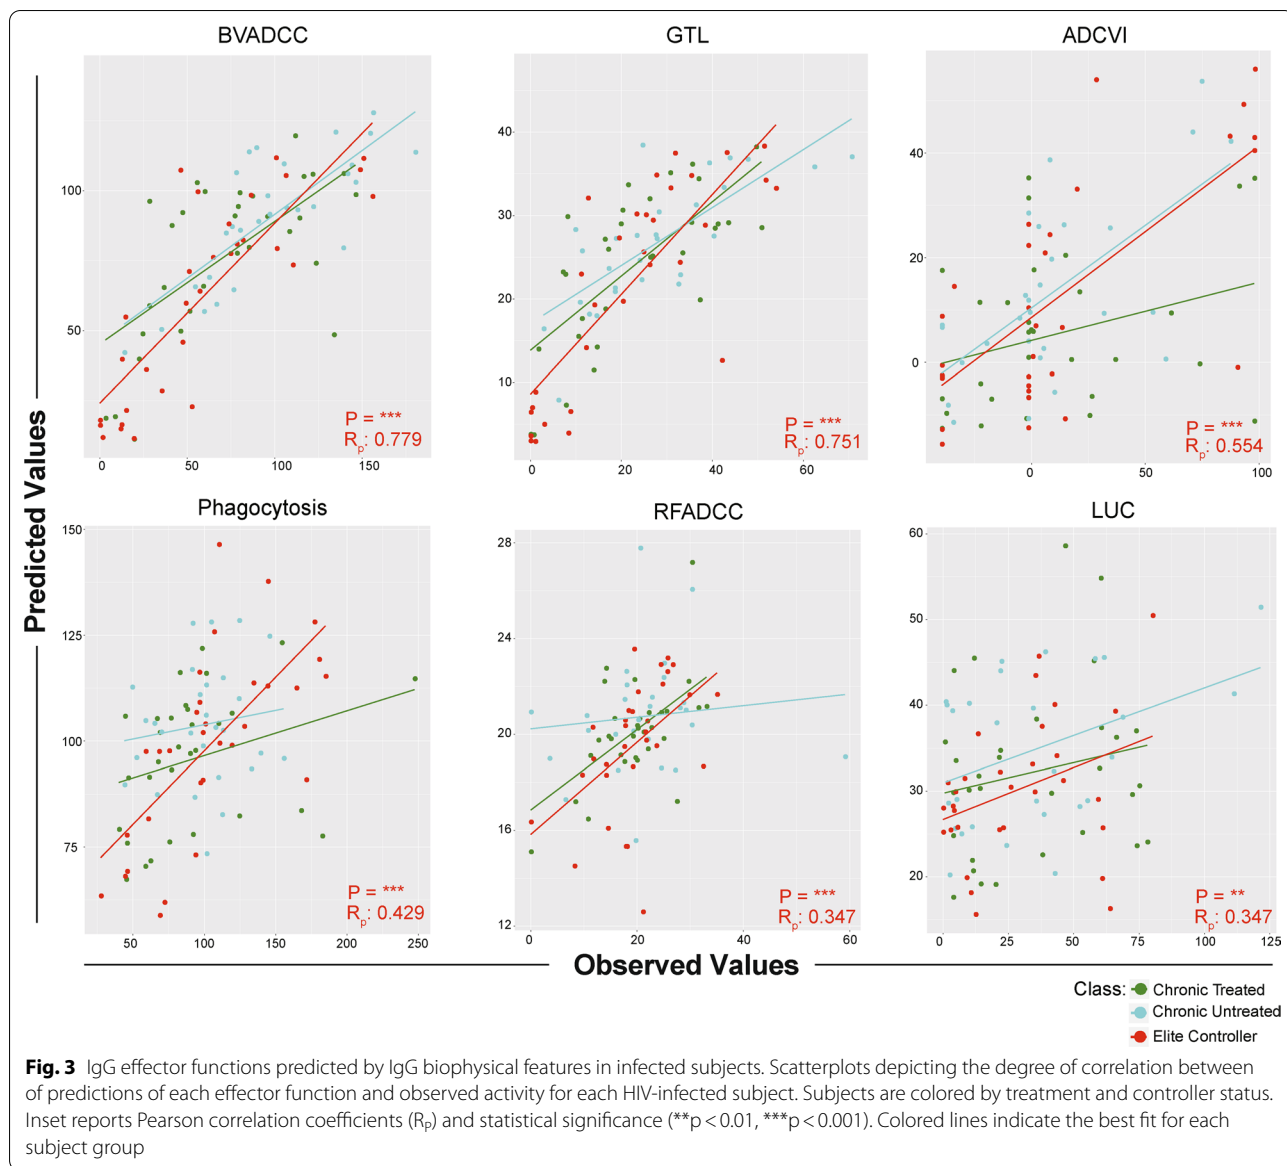 BVADCC
GTL
ADCVI
100
50
0
50
100
150
P = ***
Rp: 0.779
40
30
20
10
0
20
40
60
P = ***
Rp: 0.751
40
20
0
0
50
100
P = ***
Rp: 0.554
Predicted Values
Phagocytosis
RFADCC
LUC
150
125
100
75
50
100
150
200
250
P = ***
Rp: 0.429
28
24
20
16
12
0
20
40
60
P = ***
Rp: 0.347
60
50
40
30
20
0
25
50
75
100
125
P = **
Rp: 0.347
Observed Values
Class:
Chronic Treated
Chronic Untreated
Elite Controller
Fig. 3 IgG effector functions predicted by IgG biophysical features in infected subjects. Scatterplots depicting the degree of correlation between
of predictions of each effector function and observed activity for each HIV-infected subject. Subjects are colored by treatment and controller status.
Inset reports Pearson correlation coefficients (RP) and statistical significance (**p < 0.01, ***p < 0.001). Colored lines indicate the best fit for each
subject group